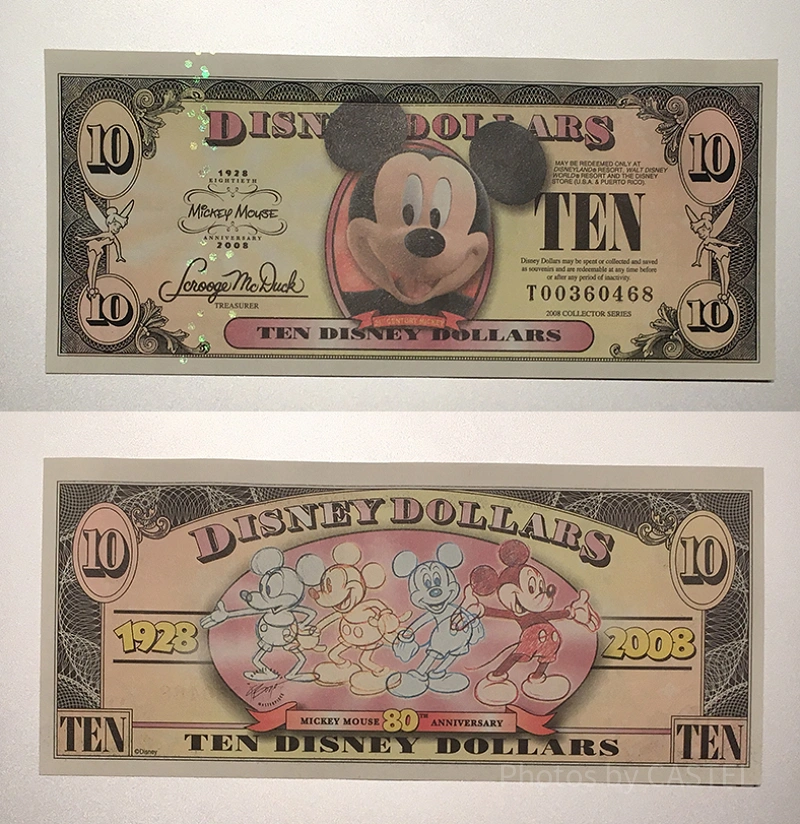 DISNEY DOLLARS
10
10
1928
EIGHTIETH
Mickey Mouse
ANNIVERSARY
2008
MAY BE REDEEMED ONLY AT
DISNEYLAND® RESORT, WALT DISNEY
WORLD® RESORT AND THE DISNEY
STORE (U.S.A. & PUERTO RICO).
TEN
Disney Dollars may be spent or collected and saved
as souvenirs and are redeemable at any time before
or after any period of inactivity.
T00360468
2008 COLLECTOR SERIES
Scrooge McDuck
TREASURER
10
10
TEN DISNEY DOLLARS
DISNEY DOLLARS
10
10
1928
2008
MICKEY MOUSE 80TH ANNIVERSARY
TEN
©Disney
TEN DISNEY DOLLARS
TEN
Photos by CASTEL